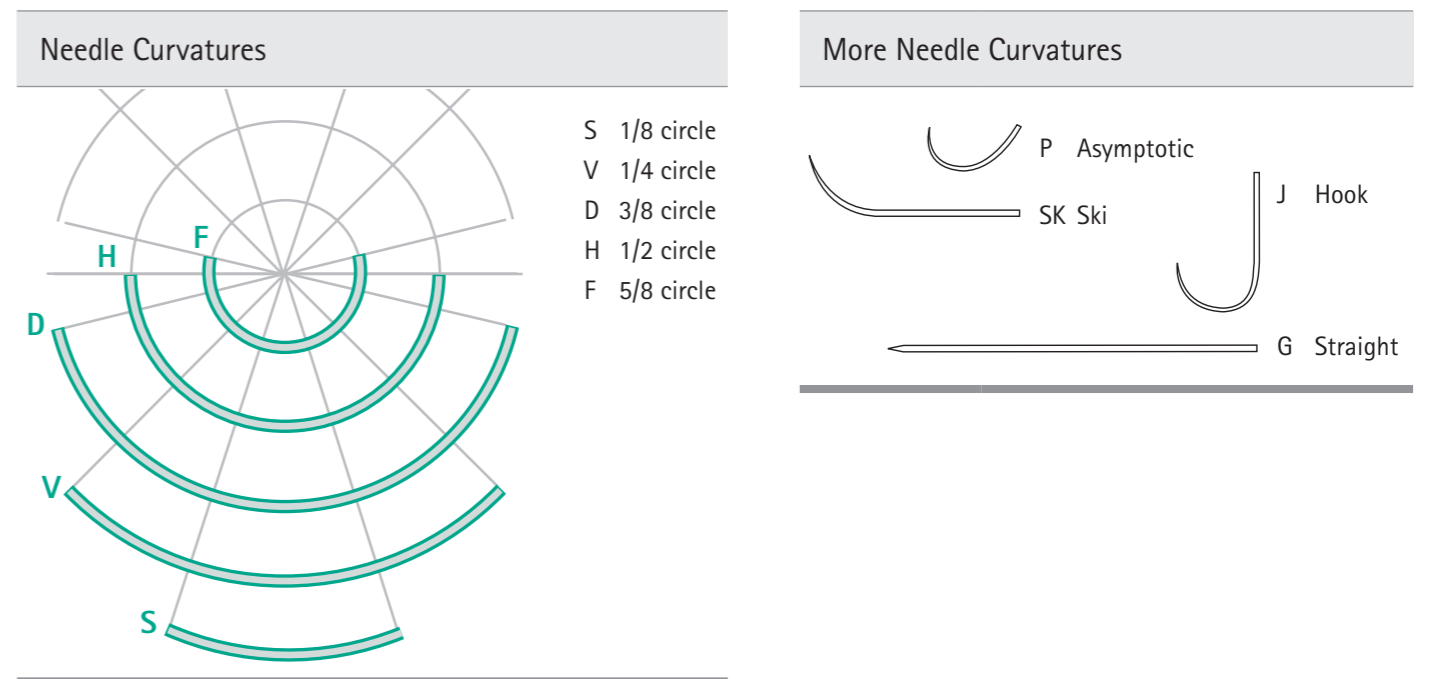 Needle Curvatures
S 1/8 circle
V 1/4 circle
D 3/8 circle
H 1/2 circle
F 5/8 circle
F
H
D
V
S
More Needle Curvatures
P Asymptotic
SK Ski
J Hook
G Straight